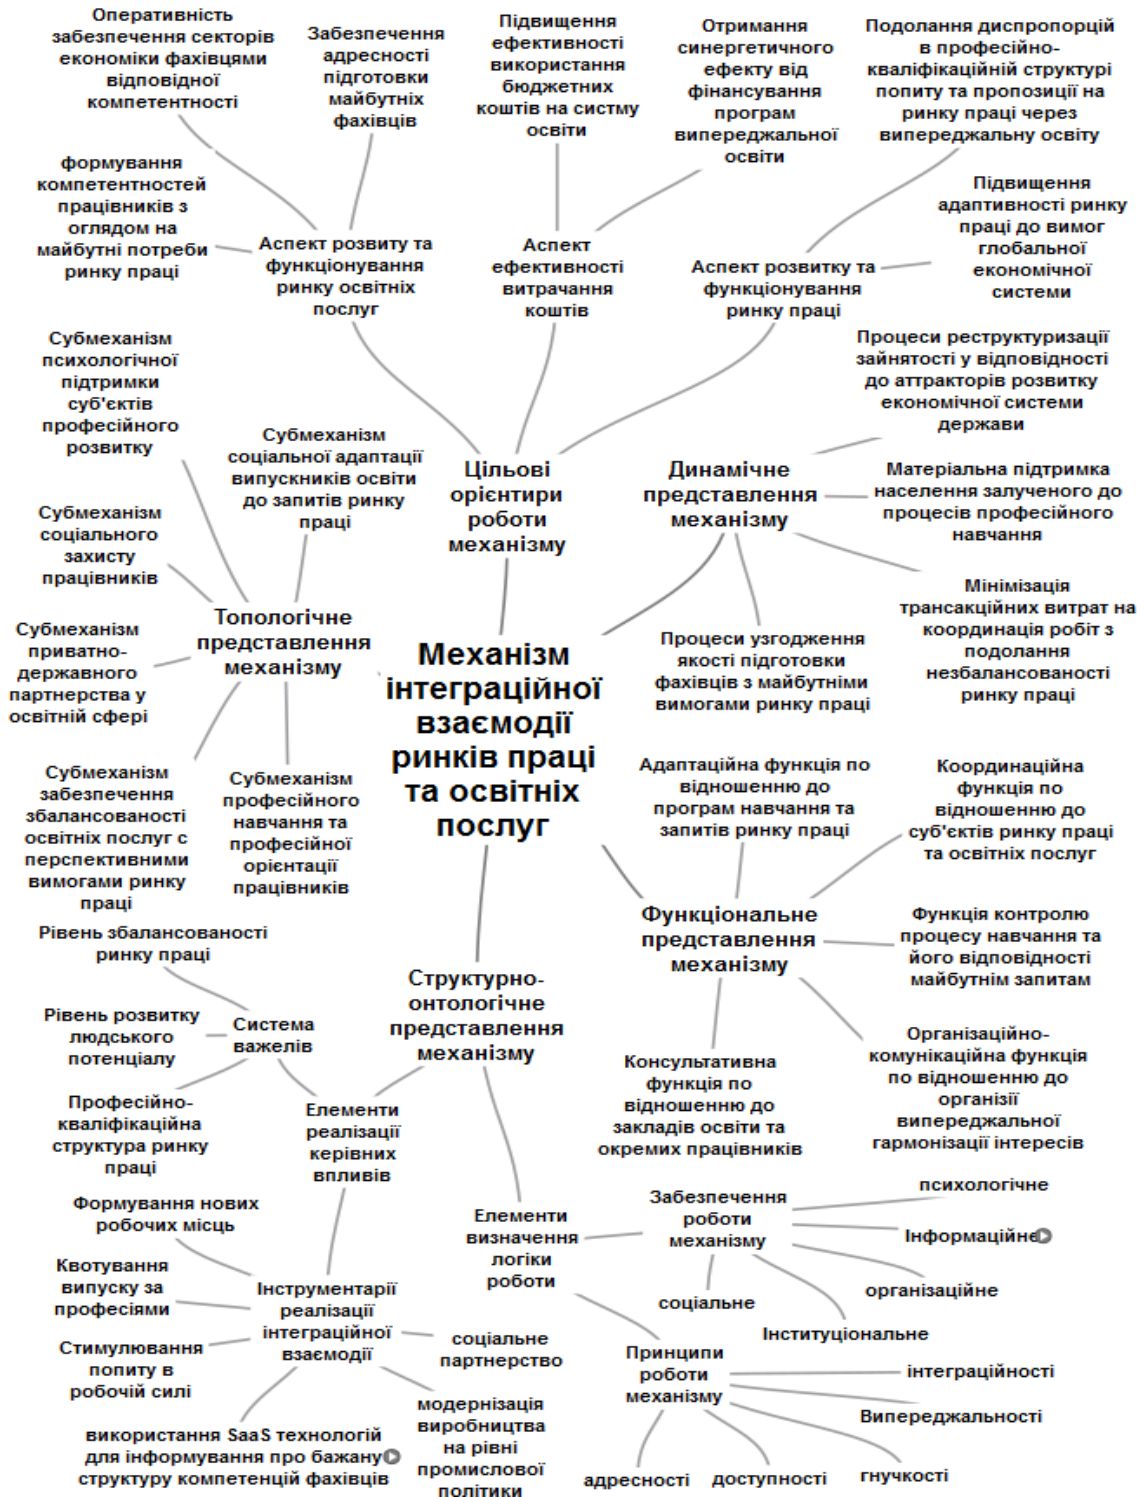 Оперативність
забезпечення секторів
економіки фахівцями
відповідної
компетентності
Забезпечення
адресності
підготовки
майбутніх
фахівців
Підвищення
ефективності
використання
бюджетних
коштів на систму
освіти
Отримання
синергетичного
ефекту від
фінансування
програм
випереджальної
освіти
Подолання диспропорцій
в професійно-
кваліфікаційній структурі
попиту та пропозиції на
ринку праці через
випереджальну освіту
формування
компетентностей
працівників з
оглядом на
майбутні потреби
ринку праці
Підвищення
адаптивності ринку
праці до вимог
глобальної
економічної
системи
Аспект розвиту та
функціонування
ринку освітніх
послуг
Аспект
ефективності
витрачання
коштів
Аспект розвитку та
функціонування
ринку праці
Субмеханізм
психологічної
підтримки
суб'єктів
професійного
розвитку
Процеси реструктуризації
зайнятості у відповідності
до аттракторів розвитку
економічної системи
держави
Субмеханізм
соціальної адаптації
випускників освіти
до запитів ринку
праці
Цільові
орієнтири
роботи
механізму
Динамічне
представлення
механізму
Матеріальна підтримка
населення залученого до
процесів професійного
навчання
Субмеханізм
соціального
захисту
працівників
Мінімізація
трансакційних витрат на
координація робіт з
подолання
незбалансованості
ринку праці
Топологічне
представлення
механізму
Субмеханізм
приватно-
державного
партнерства у
освітній сфері
Процеси узгодження
якості підготовки
фахівців з майбутніми
вимогами ринку праці
Механізм
інтеграційної
взаємодії
ринків праці
та освітніх
послуг
Субмеханізм
забезпечення
збалансованості
освітніх послуг с
перспективними
вимогами ринку
праці
Субмеханізм
професійного
навчання та
професійної
орієнтації
працівників
Адаптаційна функція по
відношенню до
програм навчання та
запитів ринку праці
Координаційна
функція по
відношенню до
суб'єктів ринку праці
та освітніх послуг
Функціональне
представлення
механізму
Функція контролю
процесу навчання та
його відповідності
майбутнім запитам
Рівень збалансованості
ринку праці
Структурно-
онтологічне
представлення
механізму
Рівень розвитку
людського
потенціалу
Система
важелів
Консультативна
функція по
відношенню до
закладів освіти та
окремих працівників
Організаційно-
комунікаційна функція
по відношенню до
організії
випереджальної
гармонізації інтересів
Професійно-
кваліфікаційна
структура ринку
праці
Елементи
реалізації
керівних
впливів
Формування нових
робочих місць
Елементи
визначення
логіки
роботи
Забезпечення
роботи
механізму
психологічне
Інформаційне
організаційне
Інституціональне
соціальне
Квотування
випуску за
професіями
Інструментарії
реалізації
інтеграційної
взаємодії
Стимулювання
попиту в
робочій силі
соціальне
партнерство
Принципи
роботи
механізму
інтеграційності
Випереджальності
гнучкості
доступності
адресності
використання SaaS технологій
для інформування про бажану
структуру компетенцій фахівців
модернізація
виробництва
на рівні
промислової
політики